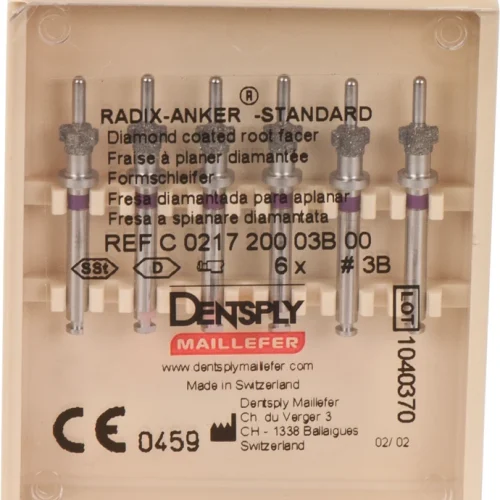 RADIX-ANKER ® -STANDARD
Diamond coated root facer
Fraise à planer diamantée
Formschleifer
Fresa diamantada para aplanar
Fresa a spianare diamantata
REF C 0217 200 03B 00
SSt D 6 x # 3B
DENSPLY
MAILLEFER
www.dentsplymaillefer.com
Made in Switzerland
CE 0459
Dentsply Maillefer
Ch. du Verger 3
CH - 1338 Ballaigues
Switzerland
LOT 1040370
02/ 02